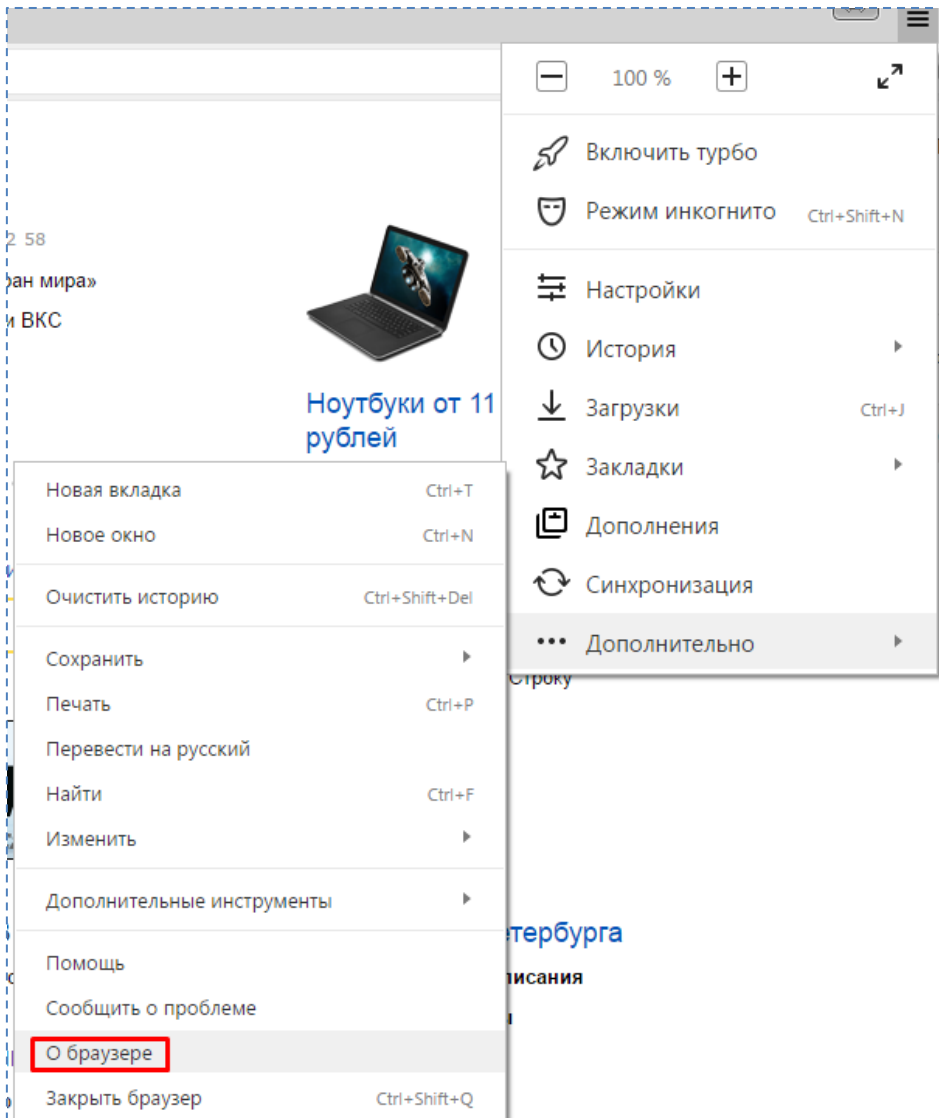 100 %
Включить турбо
Режим инкогнито Ctrl+Shift+N
Настройки
История
Загрузки Ctrl+J
Закладки
Дополнения
Синхронизация
Дополнительно
2 58
ран мира»
и ВКС
Ноутбуки от 11
рублей
Строку
Новая вкладка Ctrl+T
Новое окно Ctrl+N
Очистить историю Ctrl+Shift+Del
Сохранить
Печать Ctrl+P
Перевести на русский
Найти Ctrl+F
Изменить
Дополнительные инструменты
Помощь
Сообщить о проблеме
О браузере
Закрыть браузер Ctrl+Shift+Q
тербурга
писания